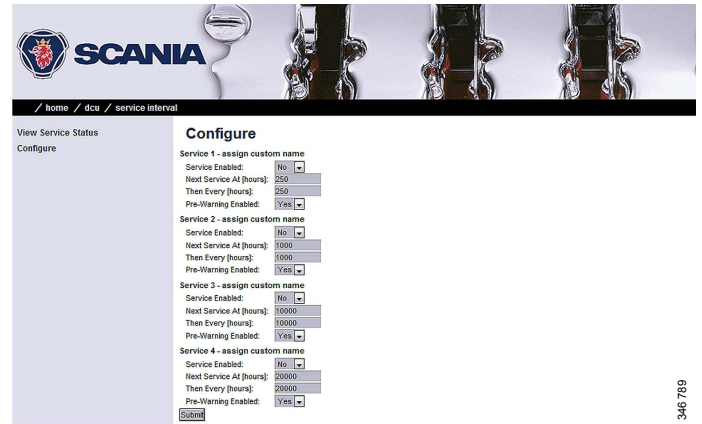 SCANIA
/ home / dcu / service interval
View Service Status
Configure
Configure
Service 1 - assign custom name
Service Enabled: No
Next Service At [hours]: 250
Then Every [hours]: 250
Pre-Warning Enabled: Yes
Service 2 - assign custom name
Service Enabled: No
Next Service At [hours]: 1000
Then Every [hours]: 1000
Pre-Warning Enabled: Yes
Service 3 - assign custom name
Service Enabled: No
Next Service At [hours]: 10000
Then Every [hours]: 10000
Pre-Warning Enabled: Yes
Service 4 - assign custom name
Service Enabled: No
Next Service At [hours]: 20000
Then Every [hours]: 20000
Pre-Warning Enabled: Yes
Submit
346 789